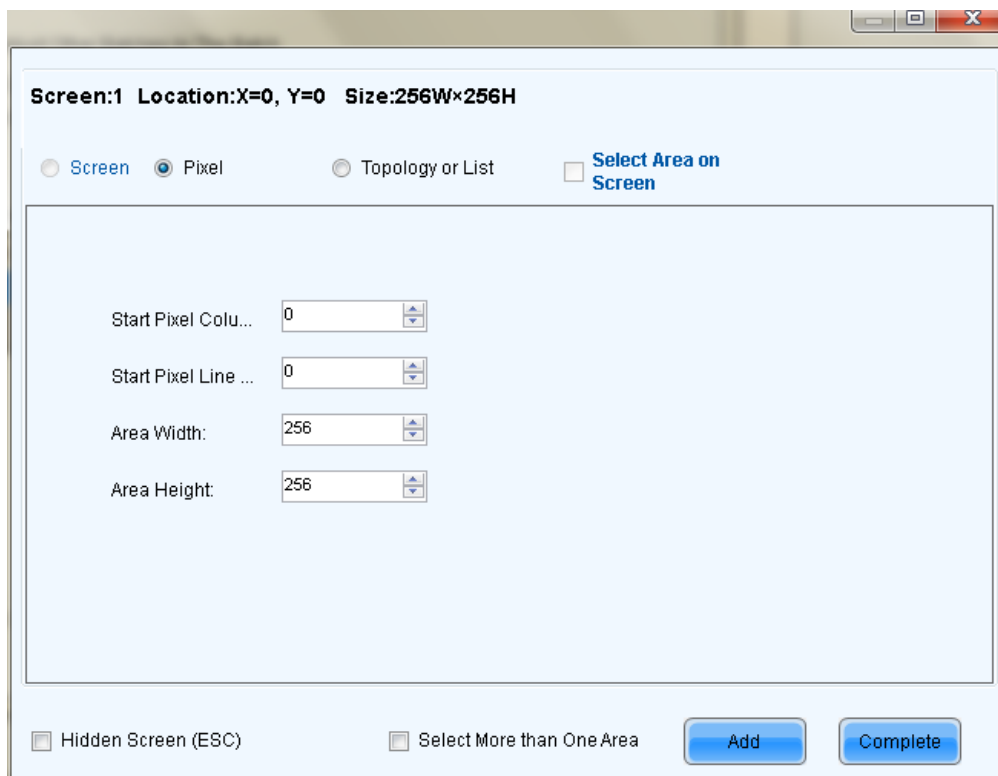 Screen:1 Location:X=0, Y=0 Size:256W×256H
Screen Pixel Topology or List Select Area on
Screen
Start Pixel Colu... 0
Start Pixel Line ... 0
Area Width: 256
Area Height: 256
Hidden Screen (ESC) Select More than One Area Add Complete